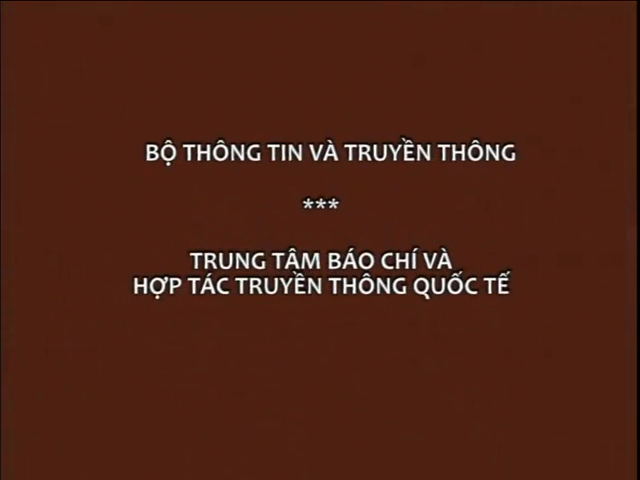 BỘ THÔNG TIN VÀ TRUYỀN THÔNG
***
TRUNG TÂM BÁO CHÍ VÀ
HỢP TÁC TRUYỀN THÔNG QUỐC TẾ